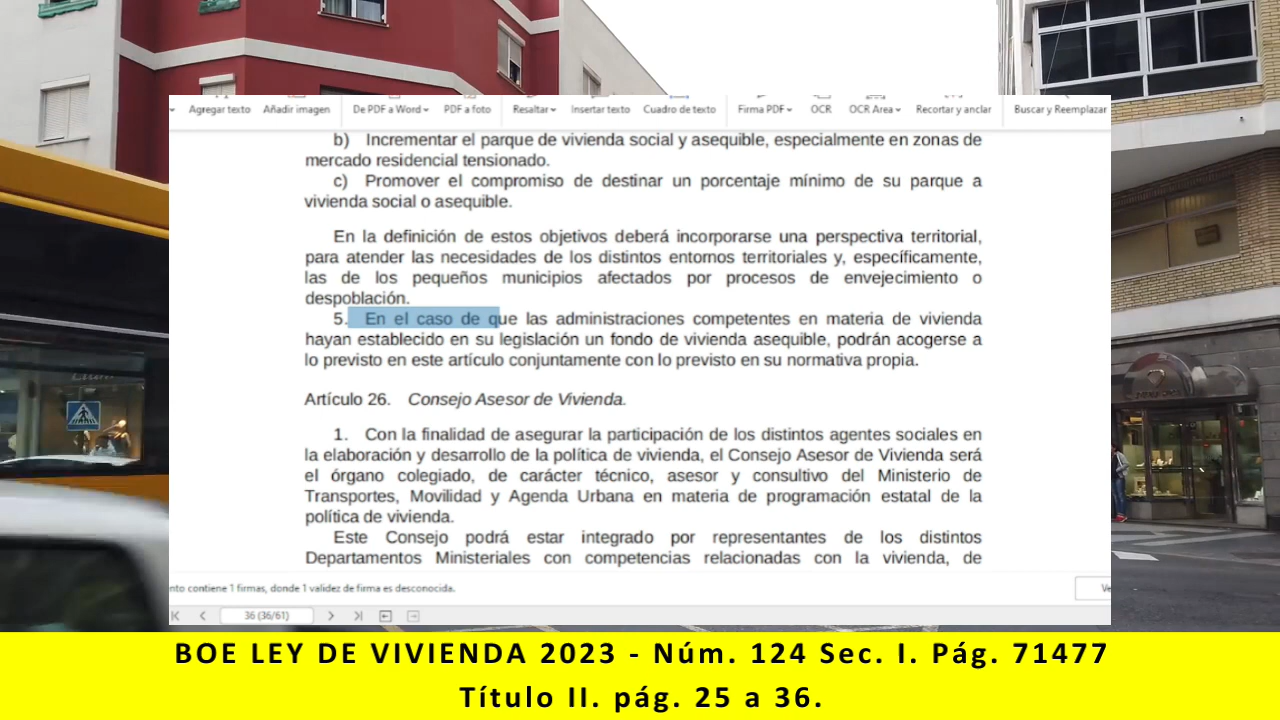 Agregar texto Añadir imagen De PDF a Word PDF a foto Resaltar Insertar texto Cuadro de texto Firma PDF OCR OCR Area Recortar y anclar Buscar y Reemplazar
b) Incrementar el parque de vivienda social y asequible, especialmente en zonas de
mercado residencial tensionado.
c) Promover el compromiso de destinar un porcentaje mínimo de su parque a
vivienda social o asequible.
En la definición de estos objetivos deberá incorporarse una perspectiva territorial,
para atender las necesidades de los distintos entornos territoriales y, específicamente,
las de los pequeños municipios afectados por procesos de envejecimiento o
despoblación.
5. En el caso de que las administraciones competentes en materia de vivienda
hayan establecido en su legislación un fondo de vivienda asequible, podrán acogerse a
lo previsto en este artículo conjuntamente con lo previsto en su normativa propia.
Artículo 26. Consejo Asesor de Vivienda.
1. Con la finalidad de asegurar la participación de los distintos agentes sociales en
la elaboración y desarrollo de la política de vivienda, el Consejo Asesor de Vivienda será
el órgano colegiado, de carácter técnico, asesor y consultivo del Ministerio de
Transportes, Movilidad y Agenda Urbana en materia de programación estatal de la
política de vivienda.
Este Consejo podrá estar integrado por representantes de los distintos
Departamentos Ministeriales con competencias relacionadas con la vivienda, de
nto contiene 1 firmas, donde 1 validez de firma es desconocida. Ve
36 (36/61)
BOE LEY DE VIVIENDA 2023 - Núm. 124 Sec. I. Pág. 71477
Título II. pág. 25 a 36.